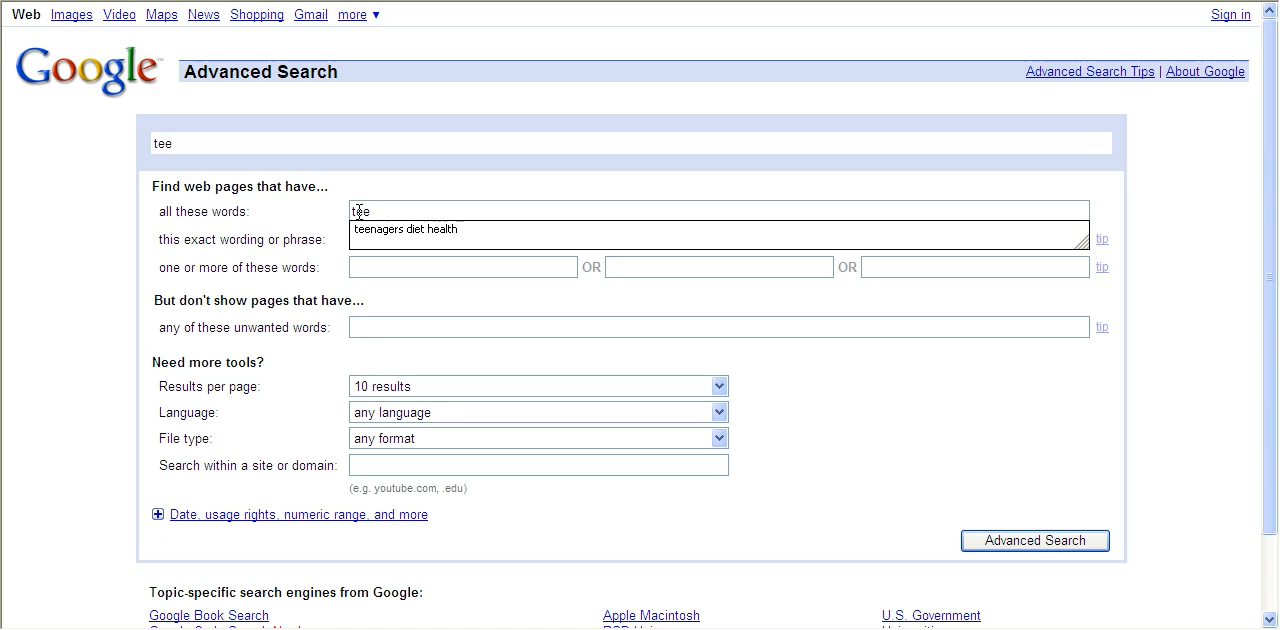 Web Images Video Maps News Shopping Gmail more ▼ Sign in
Google™ Advanced Search Advanced Search Tips | About Google
tee
Find web pages that have...
all these words: tee
teenagers diet health
this exact wording or phrase: tip
one or more of these words: OR OR tip
But don't show pages that have...
any of these unwanted words: tip
Need more tools?
Results per page: 10 results
Language: any language
File type: any format
Search within a site or domain:
(e.g. youtube.com, .edu)
Date, usage rights, numeric range, and more
Advanced Search
Topic-specific search engines from Google:
Google Book Search Apple Macintosh U.S. Government